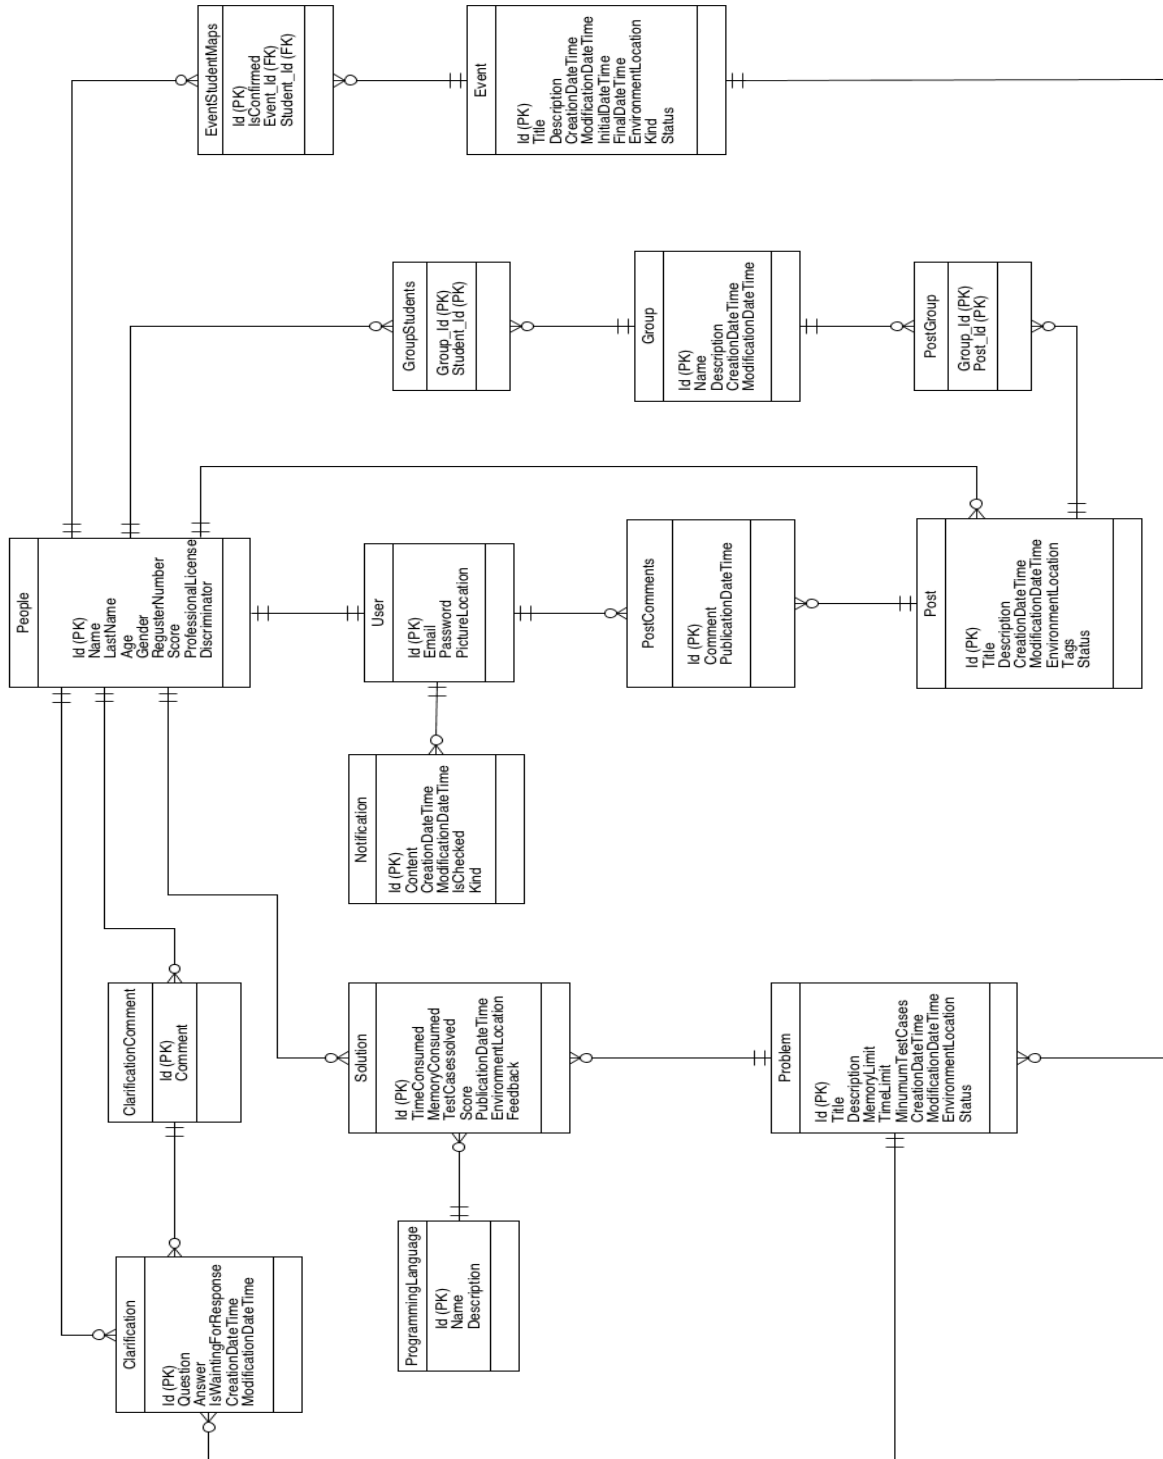 People
Id (PK)
Name
LastName
Age
Gender
RegusterNumber
Score
ProfessionalLicense
Discriminator
EventStudentMaps
Id (PK)
IsConfirmed
Event_Id (FK)
Student_Id (FK)
Event
Id (PK)
Title
Description
CreationDateTime
ModificationDateTime
InitialDateTime
FinalDateTime
EnvironmentLocation
Kind
Status
GroupStudents
Group_Id (PK)
Student_Id (PK)
Group
Id (PK)
Name
Description
CreationDateTime
ModificationDateTime
PostGroup
Group_Id (PK)
Post_Id (PK)
User
Id (PK)
Email
Password
PictureLocation
PostComments
Id (PK)
Comment
PublicationDateTime
Post
Id (PK)
Title
Description
CreationDateTime
ModificationDateTime
EnvironmentLocation
Tags
Status
Notification
Id (PK)
Content
CreationDateTime
ModificationDateTime
IsChecked
Kind
ClarificationComment
Id (PK)
Comment
Solution
Id (PK)
TimeConsumed
MemoryConsumed
TestCasessolved
Score
PublicationDateTime
EnvironmentLocation
Feedback
Problem
Id (PK)
Title
Description
MemoryLimit
TimeLimit
MinumumTestCases
CreationDateTime
ModificationDateTime
EnvironmentLocation
Status
Clarification
Id (PK)
Question
Answer
IsWaintingForResponse
CreationDateTime
ModificationDateTime
ProgrammingLanguage
Id (PK)
Name
Description